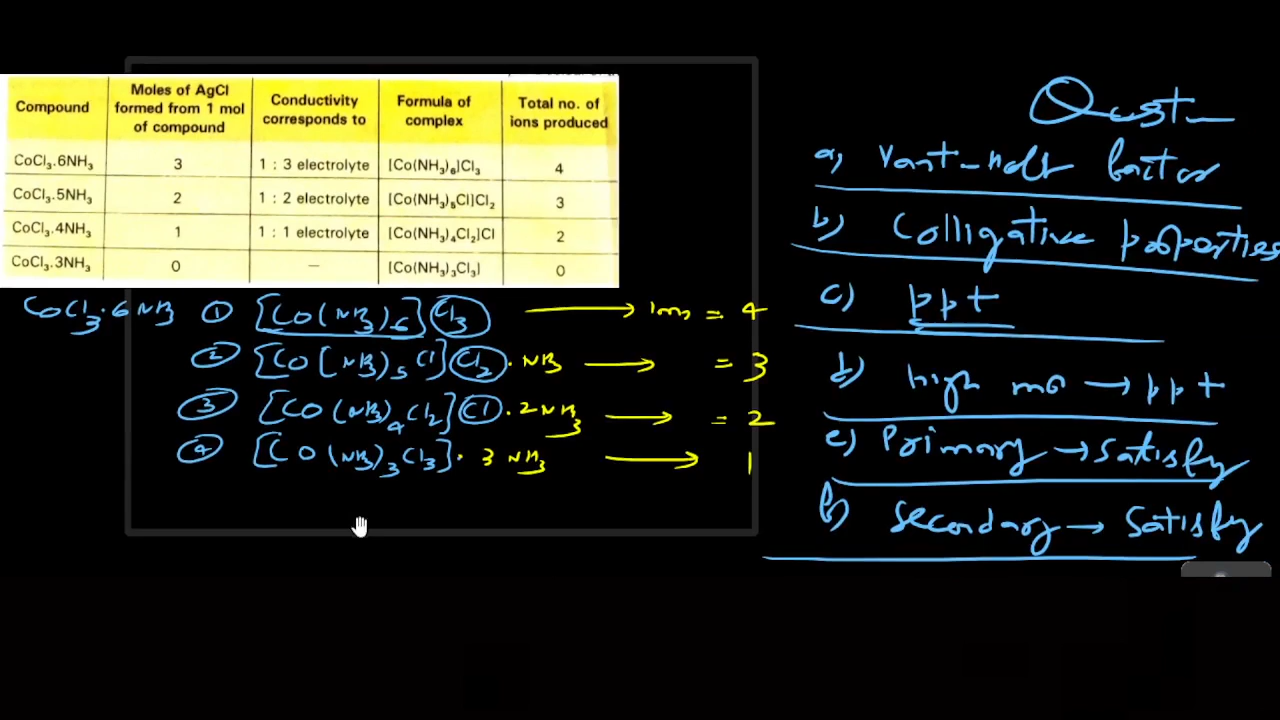 Compound | Moles of AgCl formed from 1 mol of compound | Conductivity corresponds to | Formula of complex | Total no. of ions produced
CoCl₃.6NH₃ | 3 | 1 : 3 electrolyte | [Co(NH₃)₆]Cl₃ | 4
CoCl₃.5NH₃ | 2 | 1 : 2 electrolyte | [Co(NH₃)₅Cl]Cl₂ | 3
CoCl₃.4NH₃ | 1 | 1 : 1 electrolyte | [Co(NH₃)₄Cl₂]Cl | 2
CoCl₃.3NH₃ | 0 | — | [Co(NH₃)₃Cl₃] | 0
CoCl₃.6NH₃ ① [CO(NH₃)₆]Cl₃ → Ions = 4
② [CO[NH₃)₅Cl]Cl₂.NH₃ → = 3
③ [CO(NH₃)₄Cl₂]Cl.2NH₃ → = 2
④ [CO(NH₃)₃Cl₃].3NH₃ → 1
a)
b) Colligative properties
c) ppt
d) high → ppt
e) Primary → Satisfy
f) Secondary → Satisfy